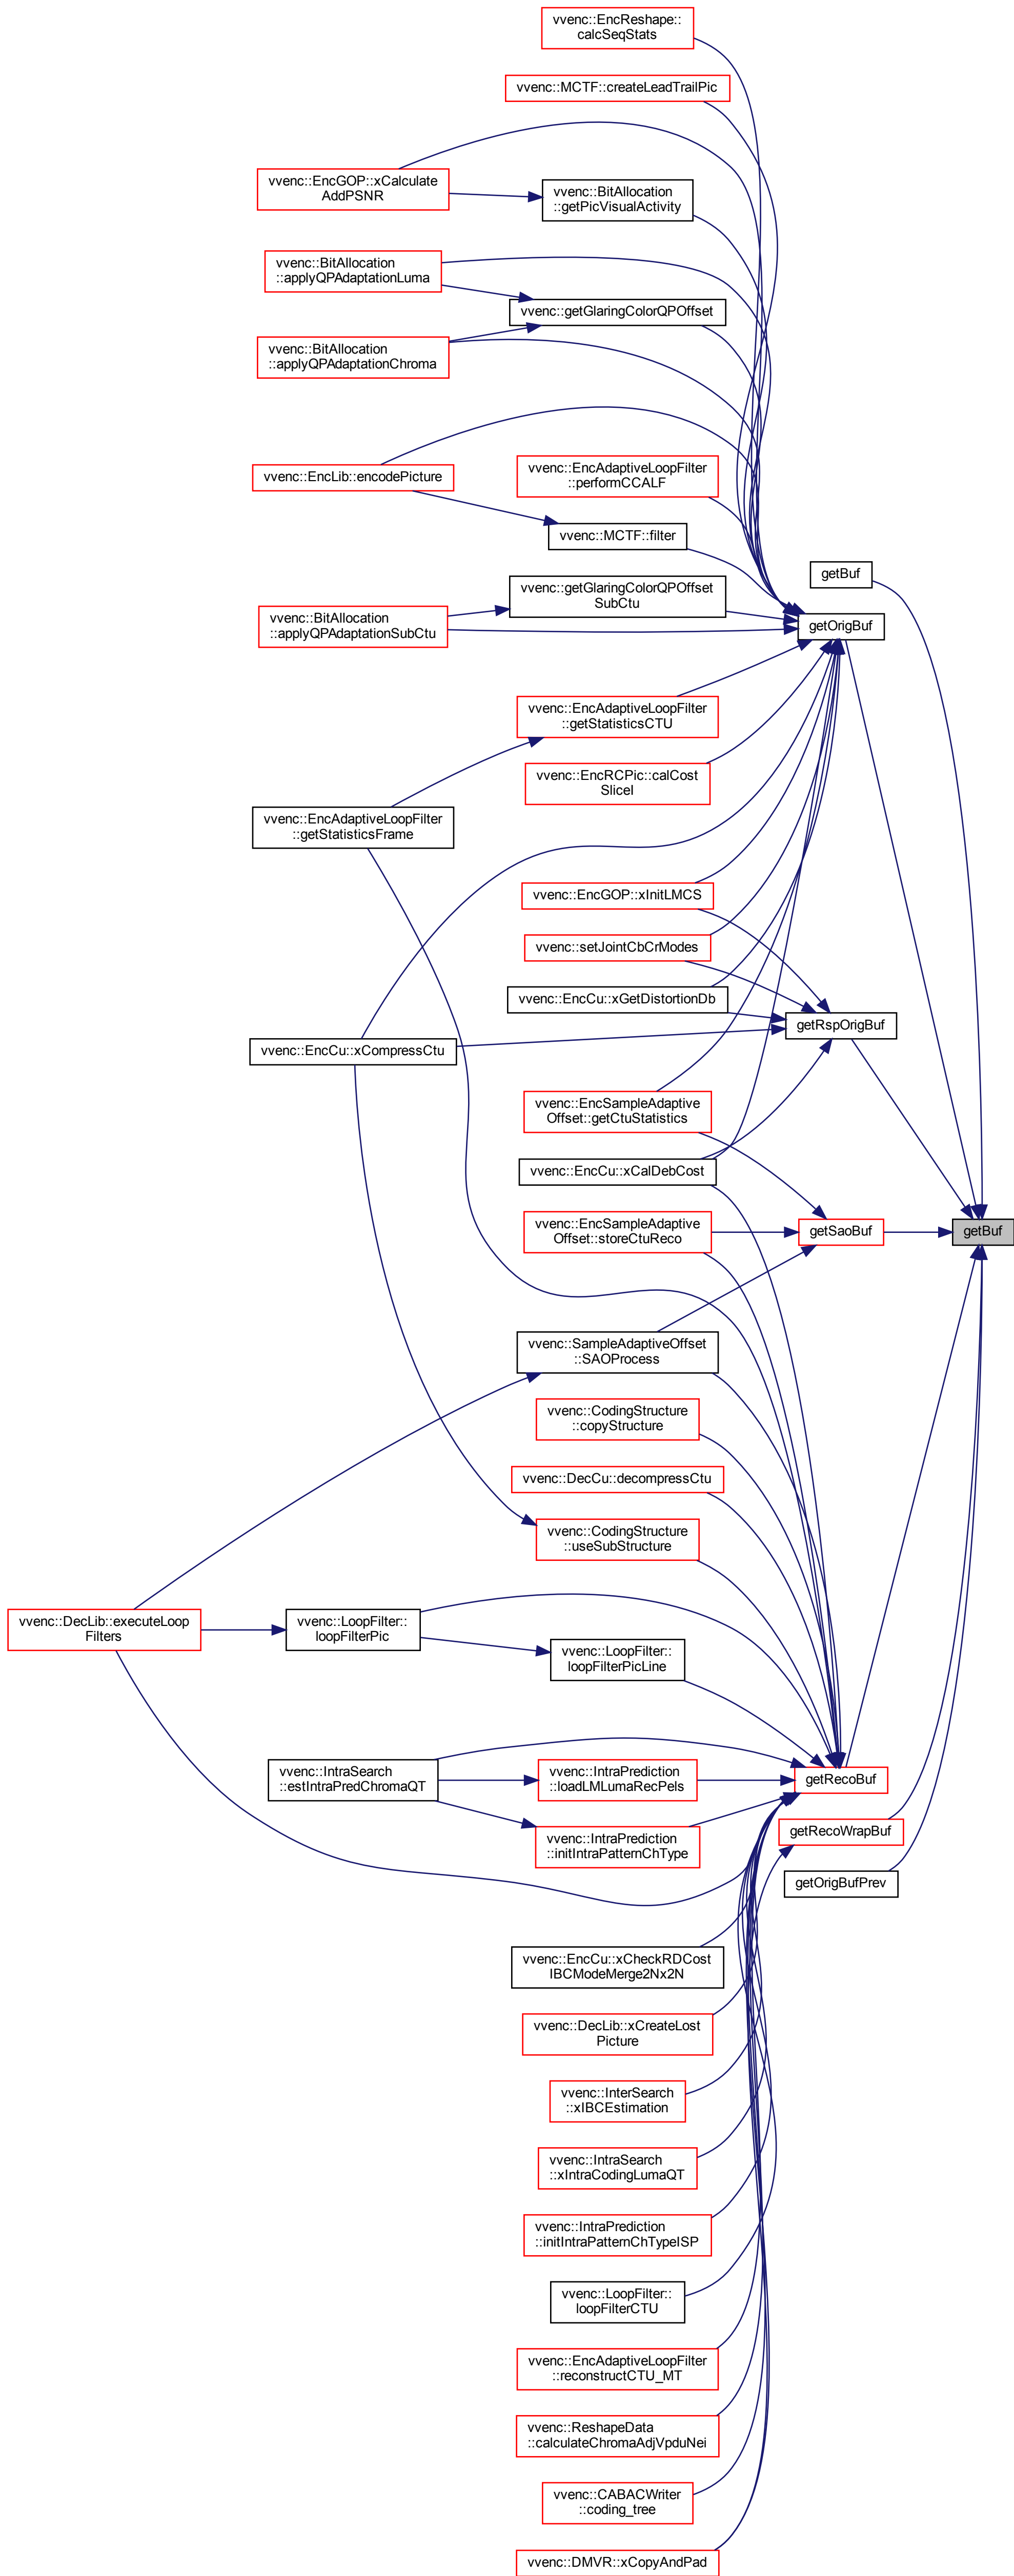 vvenc::EncReshape::
calcSeqStats
vvenc::MCTF::createLeadTrailPic
vvenc::EncGOP::xCalculate
AddPSNR
vvenc::BitAllocation
::getPicVisualActivity
vvenc::BitAllocation
::applyQPAdaptationLuma
vvenc::getGlaringColorQPOffset
vvenc::BitAllocation
::applyQPAdaptationChroma
vvenc::EncLib::encodePicture
vvenc::EncAdaptiveLoopFilter
::performCCALF
vvenc::MCTF::filter
getBuf
vvenc::getGlaringColorQPOffset
SubCtu
vvenc::BitAllocation
::applyQPAdaptationSubCtu
getOrigBuf
vvenc::EncAdaptiveLoopFilter
::getStatisticsCTU
vvenc::EncRCPic::calCost
SliceI
vvenc::EncAdaptiveLoopFilter
::getStatisticsFrame
vvenc::EncGOP::xInitLMCS
vvenc::setJointCbCrModes
vvenc::EncCu::xGetDistortionDb
getRspOrigBuf
vvenc::EncCu::xCompressCtu
vvenc::EncSampleAdaptive
Offset::getCtuStatistics
vvenc::EncCu::xCalDebCost
vvenc::EncSampleAdaptive
Offset::storeCtuReco
getSaoBuf
getBuf
vvenc::SampleAdaptiveOffset
::SAOProcess
vvenc::CodingStructure
::copyStructure
vvenc::DecCu::decompressCtu
vvenc::CodingStructure
::useSubStructure
vvenc::DecLib::executeLoop
Filters
vvenc::LoopFilter::
loopFilterPic
vvenc::LoopFilter::
loopFilterPicLine
vvenc::IntraSearch
::estIntraPredChromaQT
vvenc::IntraPrediction
::loadLMLumaRecPels
getRecoBuf
vvenc::IntraPrediction
::initIntraPatternChType
getRecoWrapBuf
getOrigBufPrev
vvenc::EncCu::xCheckRDCost
IBCModeMerge2Nx2N
vvenc::DecLib::xCreateLost
Picture
vvenc::InterSearch
::xIBCEstimation
vvenc::IntraSearch
::xIntraCodingLumaQT
vvenc::IntraPrediction
::initIntraPatternChTypeISP
vvenc::LoopFilter::
loopFilterCTU
vvenc::EncAdaptiveLoopFilter
::reconstructCTU_MT
vvenc::ReshapeData
::calculateChromaAdjVpduNei
vvenc::CABACWriter
::coding_tree
vvenc::DMVR::xCopyAndPad